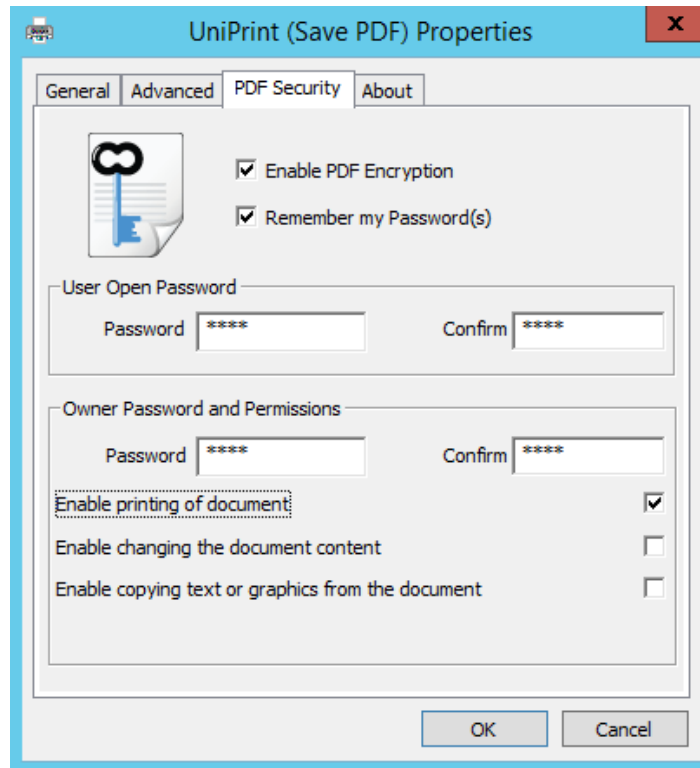 UniPrint (Save PDF) Properties
x
General Advanced PDF Security About
Enable PDF Encryption
Remember my Password(s)
User Open Password
Password **** Confirm ****
Owner Password and Permissions
Password **** Confirm ****
Enable printing of document
Enable changing the document content
Enable copying text or graphics from the document
OK Cancel